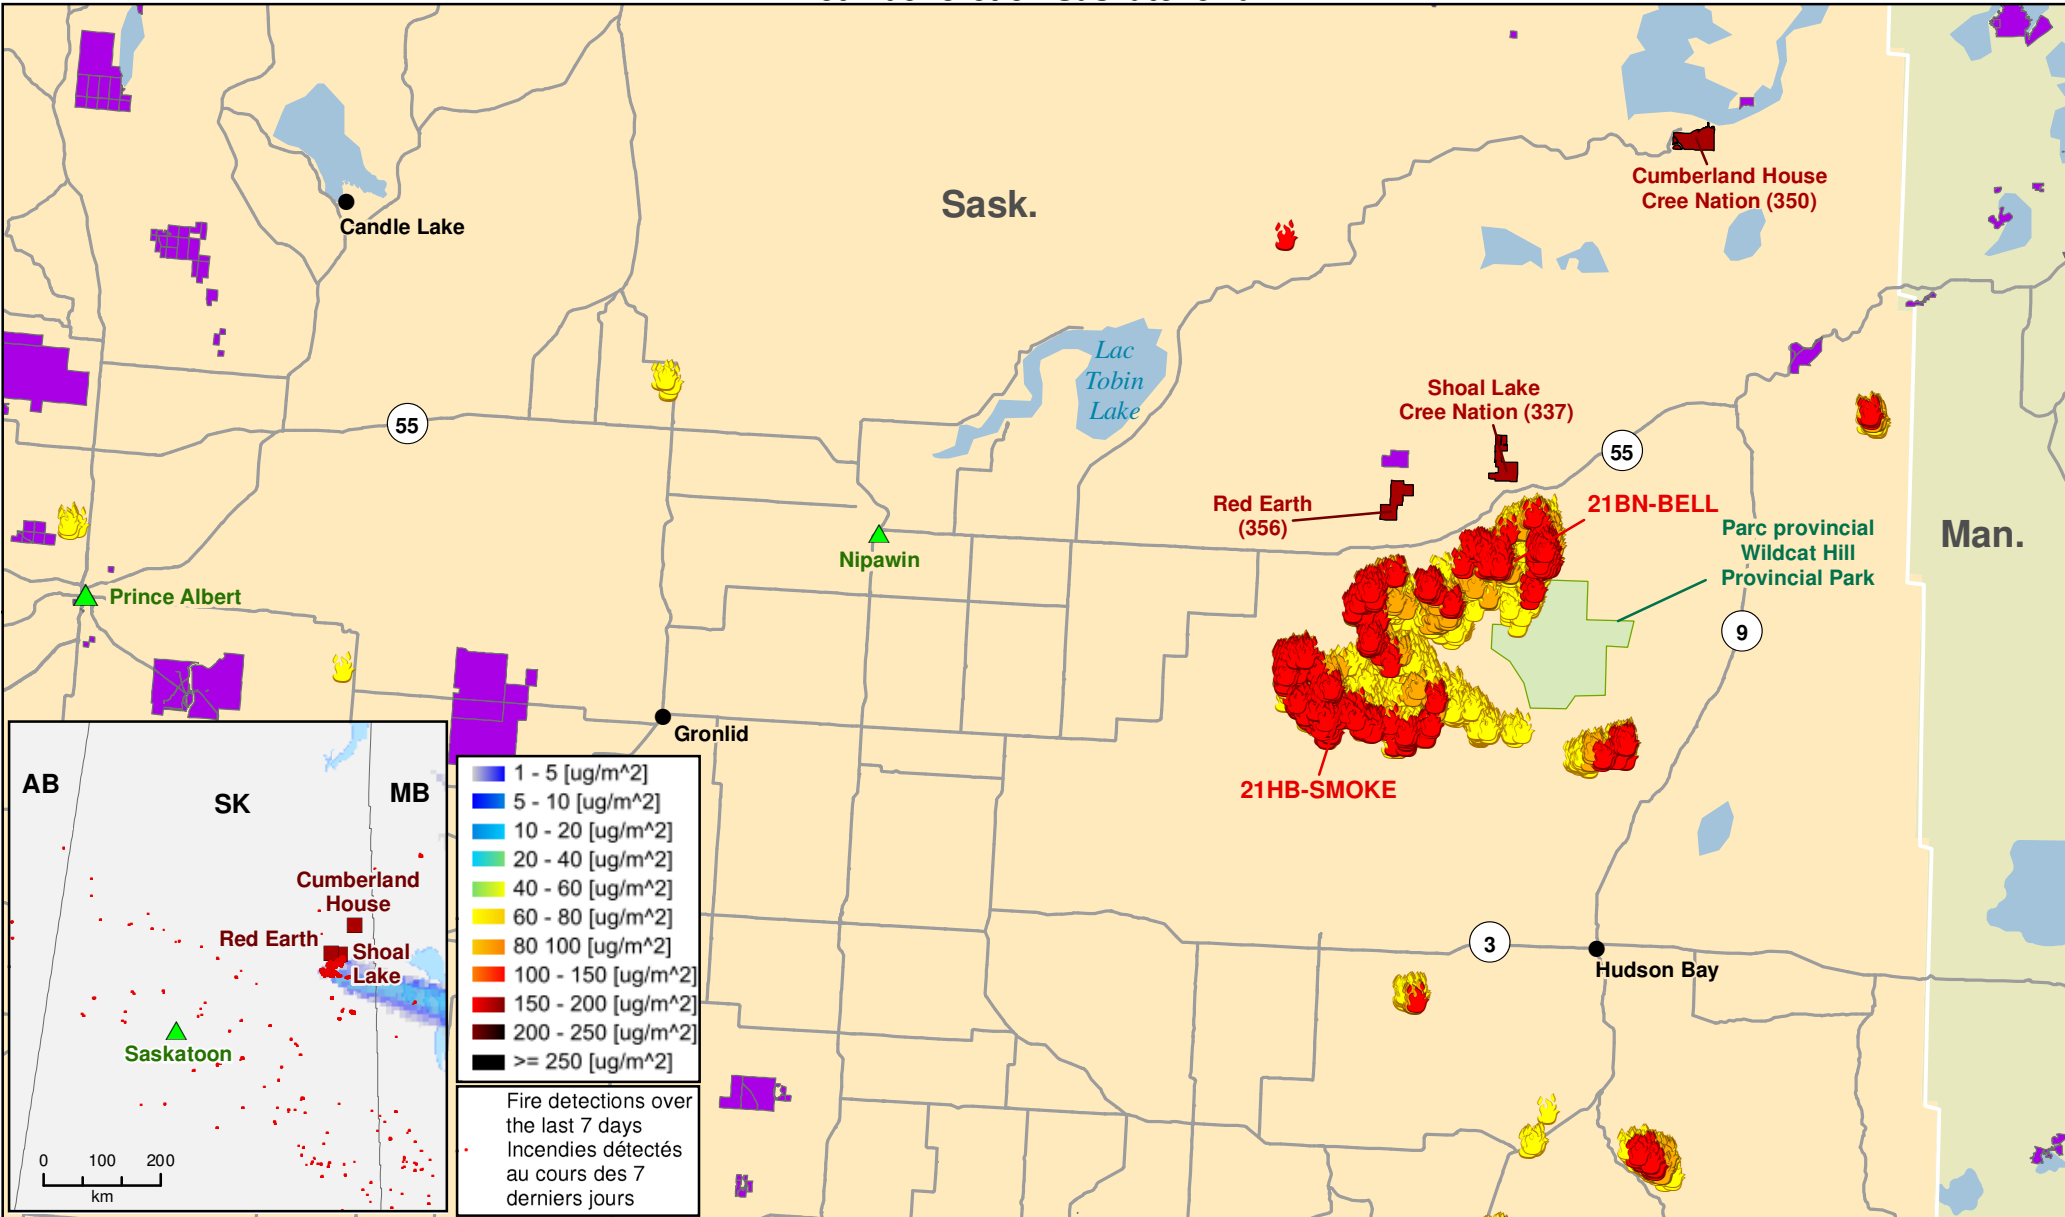 Cumberland House
Cree Nation (350)
Sask.
Candle Lake
Lac
Tobin
Lake
Shoal Lake
Cree Nation (337)
55
55
Red Earth
(356)
21BN-BELL
Parc provincial
Wildcat Hill
Provincial Park
Man.
Nipawin
Prince Albert
9
Gronlid
21HB-SMOKE
3
Hudson Bay
AB
SK
MB
Cumberland
House
Red Earth
Shoal
Lake
Saskatoon
0 100 200
km
1 - 5 [ug/m^2]
5 - 10 [ug/m^2]
10 - 20 [ug/m^2]
20 - 40 [ug/m^2]
40 - 60 [ug/m^2]
60 - 80 [ug/m^2]
80 100 [ug/m^2]
100 - 150 [ug/m^2]
150 - 200 [ug/m^2]
200 - 250 [ug/m^2]
>= 250 [ug/m^2]
Fire detections over
the last 7 days
Incendies détectés
au cours des 7
derniers jours